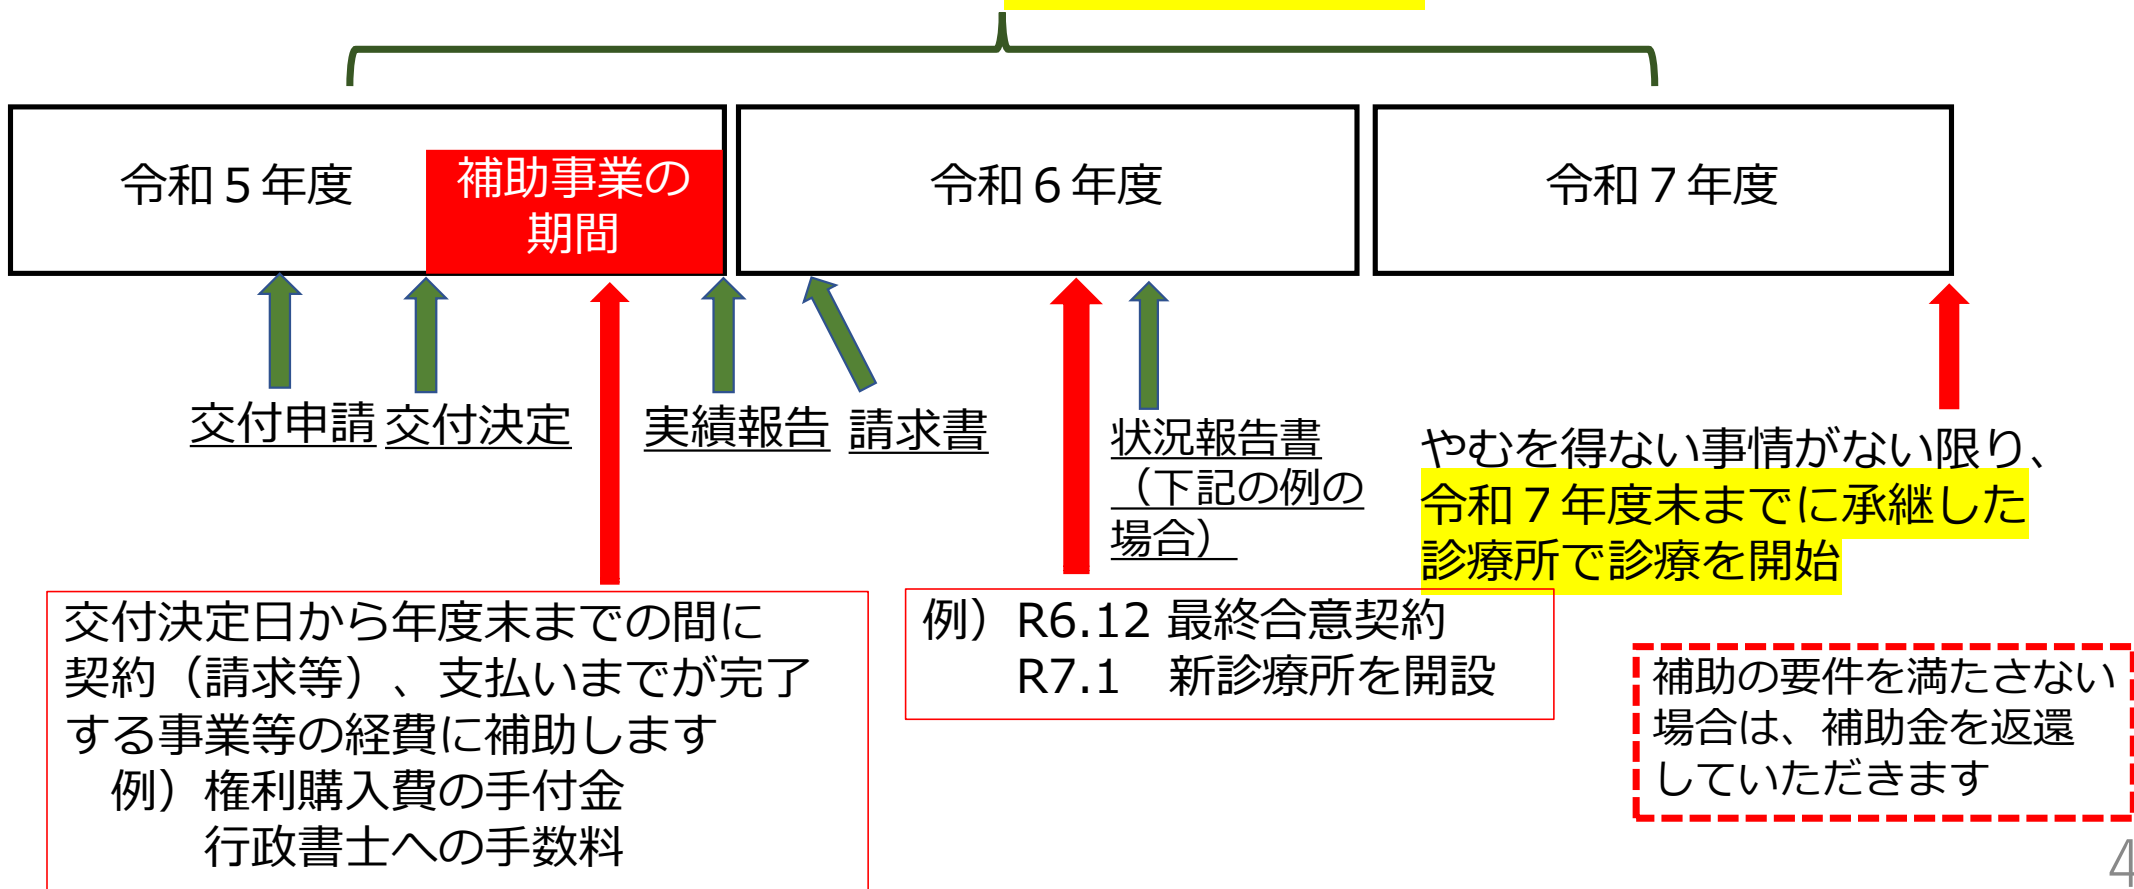 令和５年度
補助事業の
期間
令和６年度
令和７年度
交付申請
交付決定
実績報告
請求書
状況報告書
（下記の例の
場合）
やむを得ない事情がない限り、
令和７年度末までに承継した
診療所で診療を開始
交付決定日から年度末までの間に
契約（請求等）、支払いまでが完了
する事業等の経費に補助します
例）権利購入費の手付金
行政書士への手数料
例）R6.12 最終合意契約
R7.1　新診療所を開設
補助の要件を満たさない
場合は、補助金を返還
していただきます
4